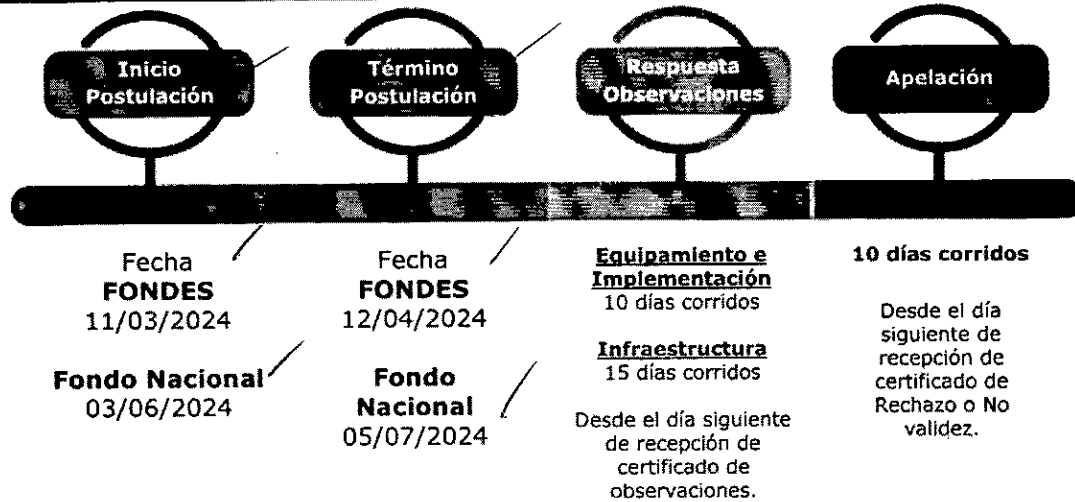 Inicio
Postulación
Término
Postulación
Respuesta
Observaciones
Apelación
Fecha
FONDES
11/03/2024
Fondo Nacional
03/06/2024
Fecha
FONDES
12/04/2024
Fondo
Nacional
05/07/2024
Equipamiento e
Implementación
10 días corridos
Infraestructura
15 días corridos
Desde el día siguiente
de recepción de
certificado de
observaciones.
10 días corridos
Desde el día
siguiente de
recepción de
certificado de
Rechazo o No
validez.